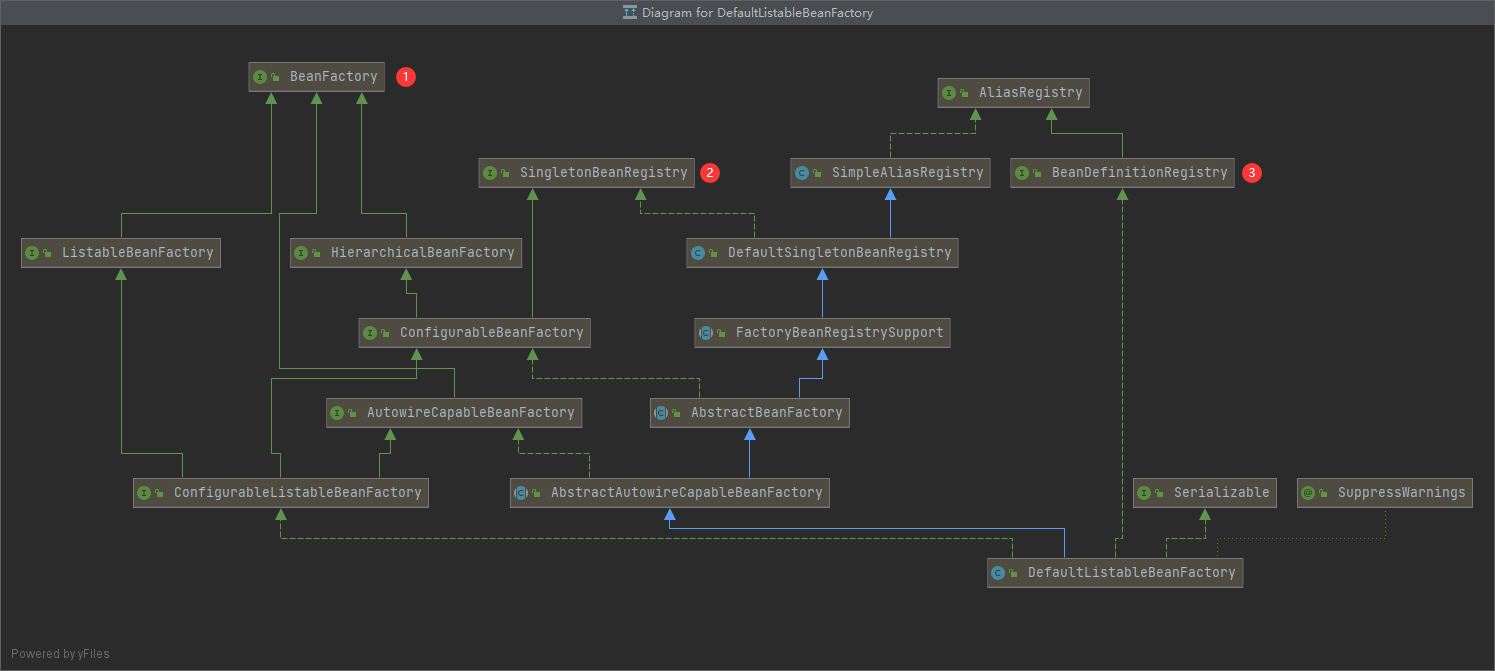 Diagram for DefaultListableBeanFactory
I BeanFactory 1
I AliasRegistry
I SingletonBeanRegistry 2
C SimpleAliasRegistry
I BeanDefinitionRegistry 3
I ListableBeanFactory
I HierarchicalBeanFactory
C DefaultSingletonBeanRegistry
I ConfigurableBeanFactory
C FactoryBeanRegistrySupport
I AutowireCapableBeanFactory
C AbstractBeanFactory
I ConfigurableListableBeanFactory
C AbstractAutowireCapableBeanFactory
I Serializable
@ SuppressWarnings
C DefaultListableBeanFactory
Powered by yFiles